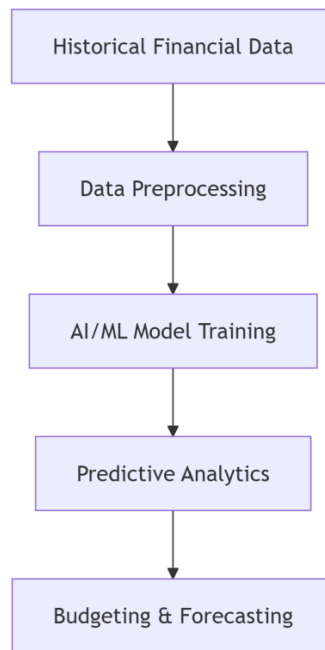 Historical Financial Data
Data Preprocessing
AI/ML Model Training
Predictive Analytics
Budgeting & Forecasting